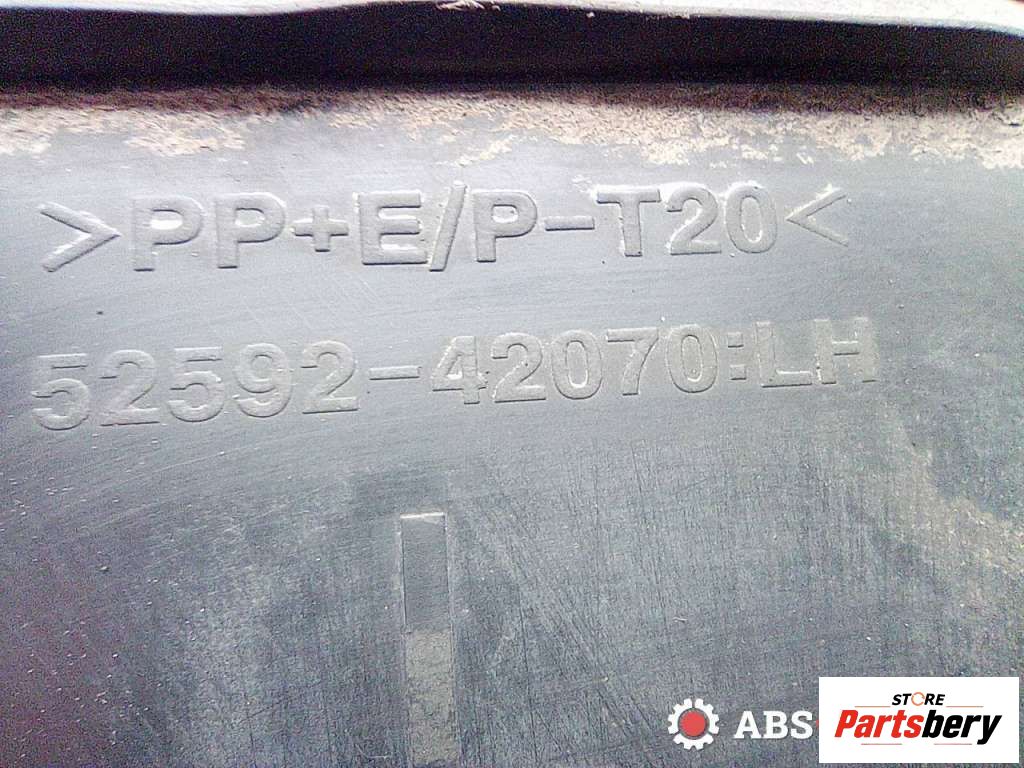 >PP+E/P-T20<
52592-42070:LH
ABS
STORE
Partsbery